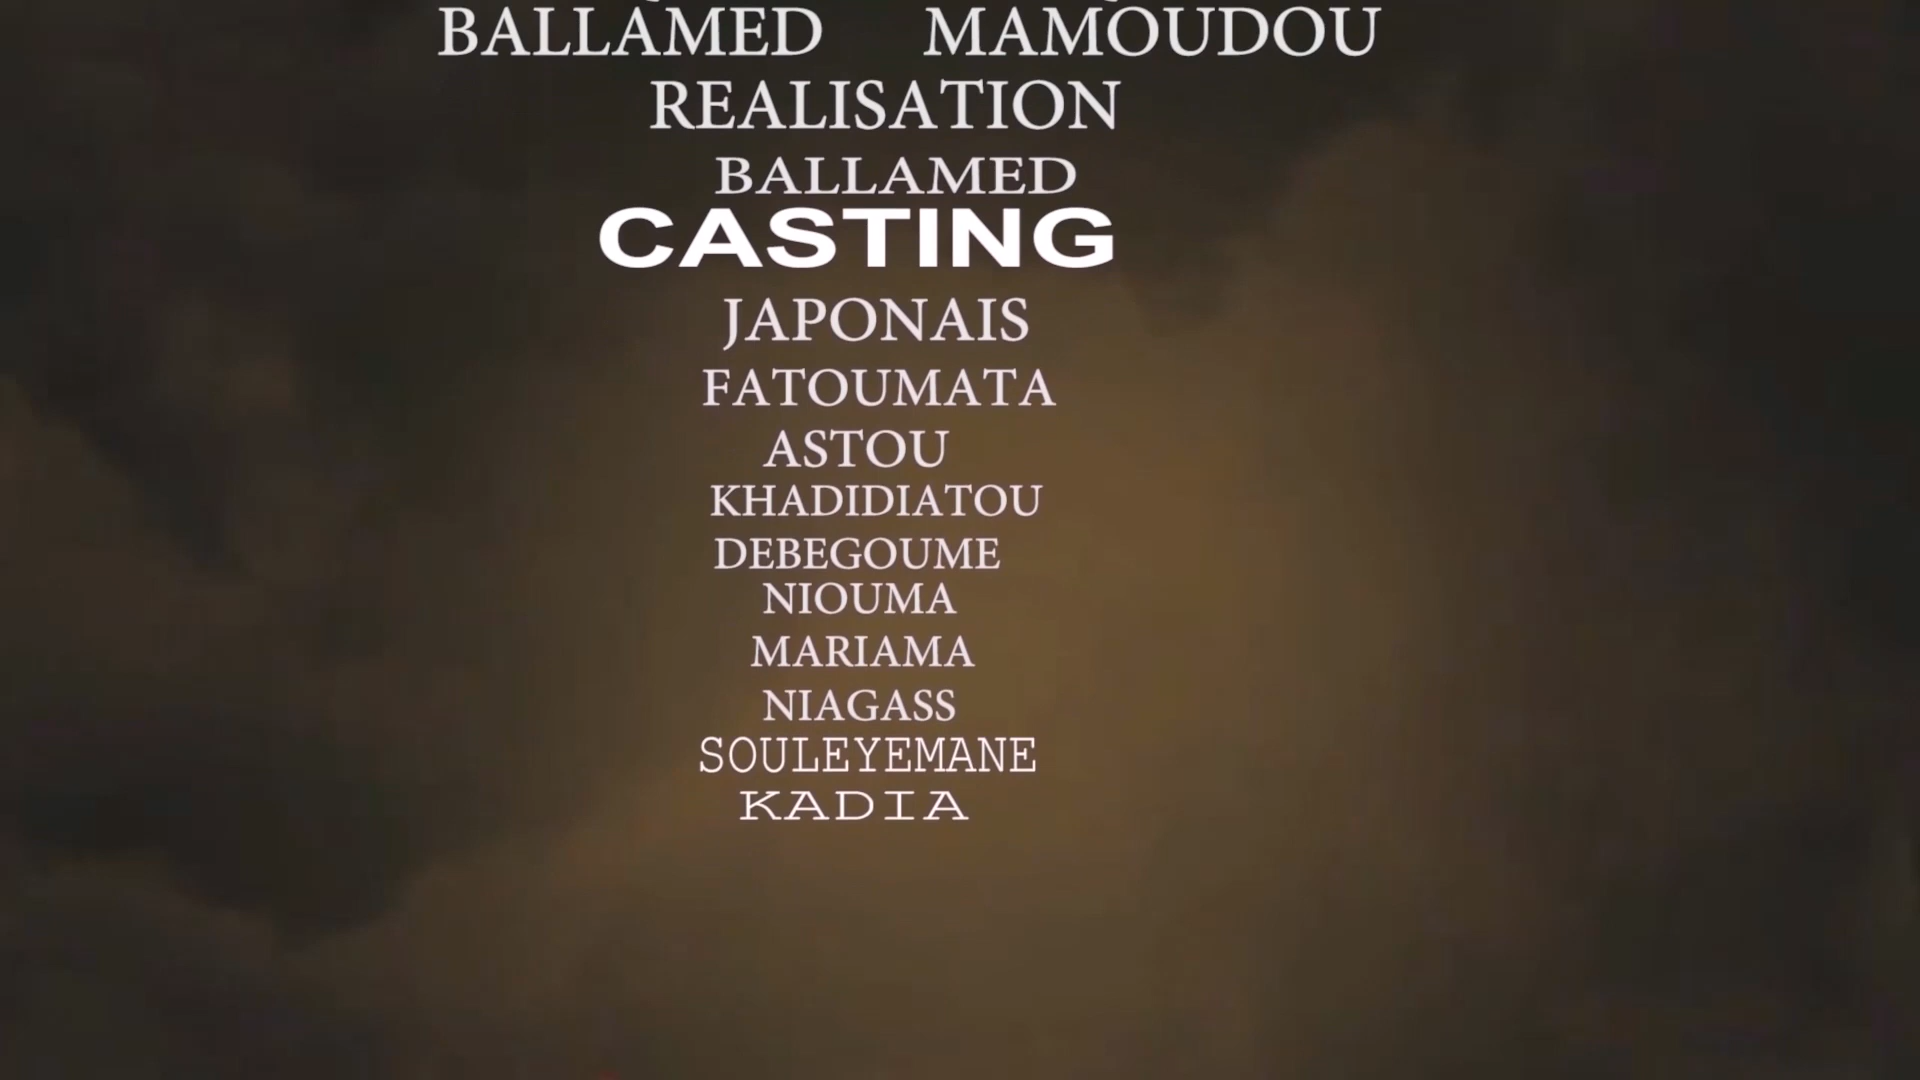 BALLAMED MAMOUDOU
REALISATION
BALLAMED
CASTING
JAPONAIS
FATOUMATA
ASTOU
KHADIDIATOU
DEBEGOUME
NIOUMA
MARIAMA
NIAGASS
SOULEYEMANE
KADIA